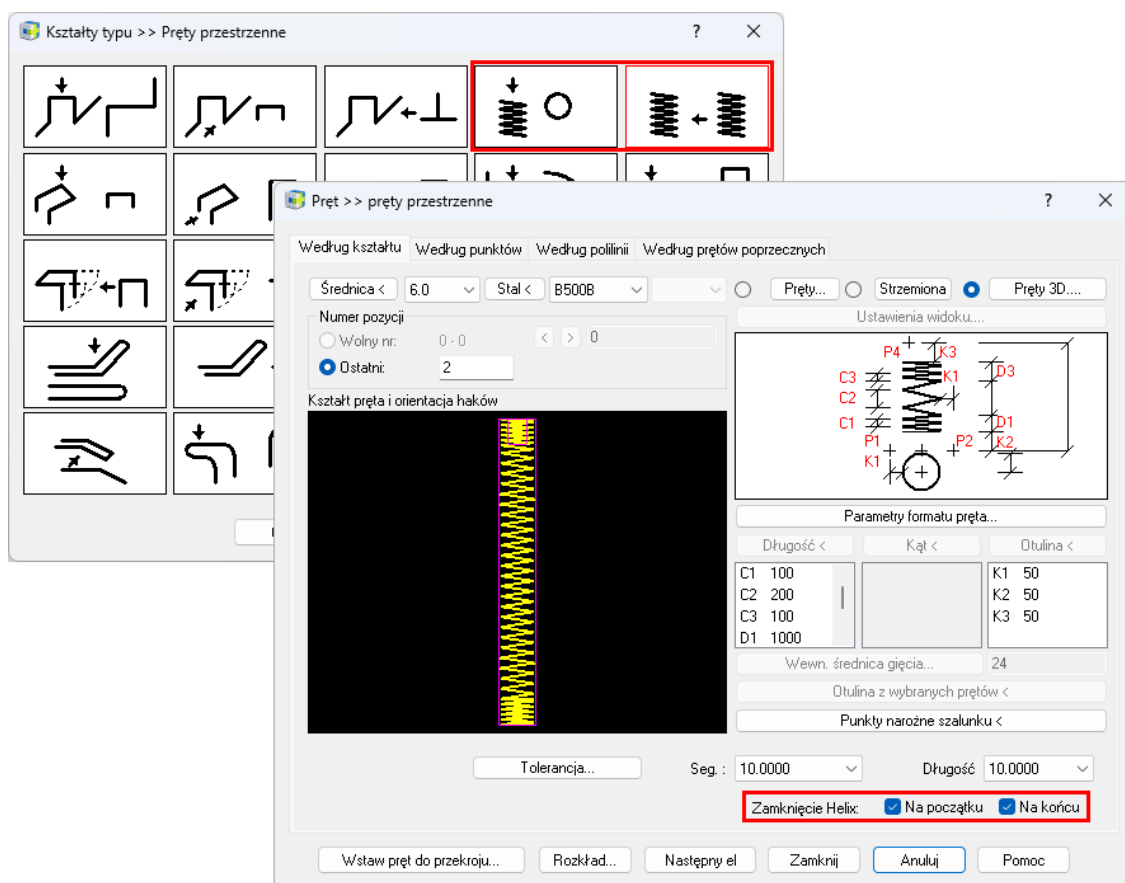 Kształty typu >> Pręty przestrzenne ?
Pręt >> pręty przestrzenne ?
Według kształtu Według punktów Według polilinii Według prętów poprzecznych
Średnica < 6.0 Stal < B500B Pręty... Strzemiona Pręty 3D....
Numer pozycji Ustawienia widoku....
Wolny nr: 0 - 0 < > 0
Ostatni: 2
Kształt pręta i orientacja haków
P4 K3
C3 K1 D3
C2
C1 D1
P1 P2 K2
K1
Parametry formatu pręta...
Długość < Kąt < Otulina <
C1 100 K1 50
C2 200 K2 50
C3 100 K3 50
D1 1000
Wewn. średnica gięcia... 24
Otulina z wybranych prętów <
Punkty narożne szalunku <
Tolerancja... Seg. : 10.0000 Długość 10.0000
Zamknięcie Helix: Na początku Na końcu
Wstaw pręt do przekroju... Rozkład... Następny el Zamknij Anuluj Pomoc